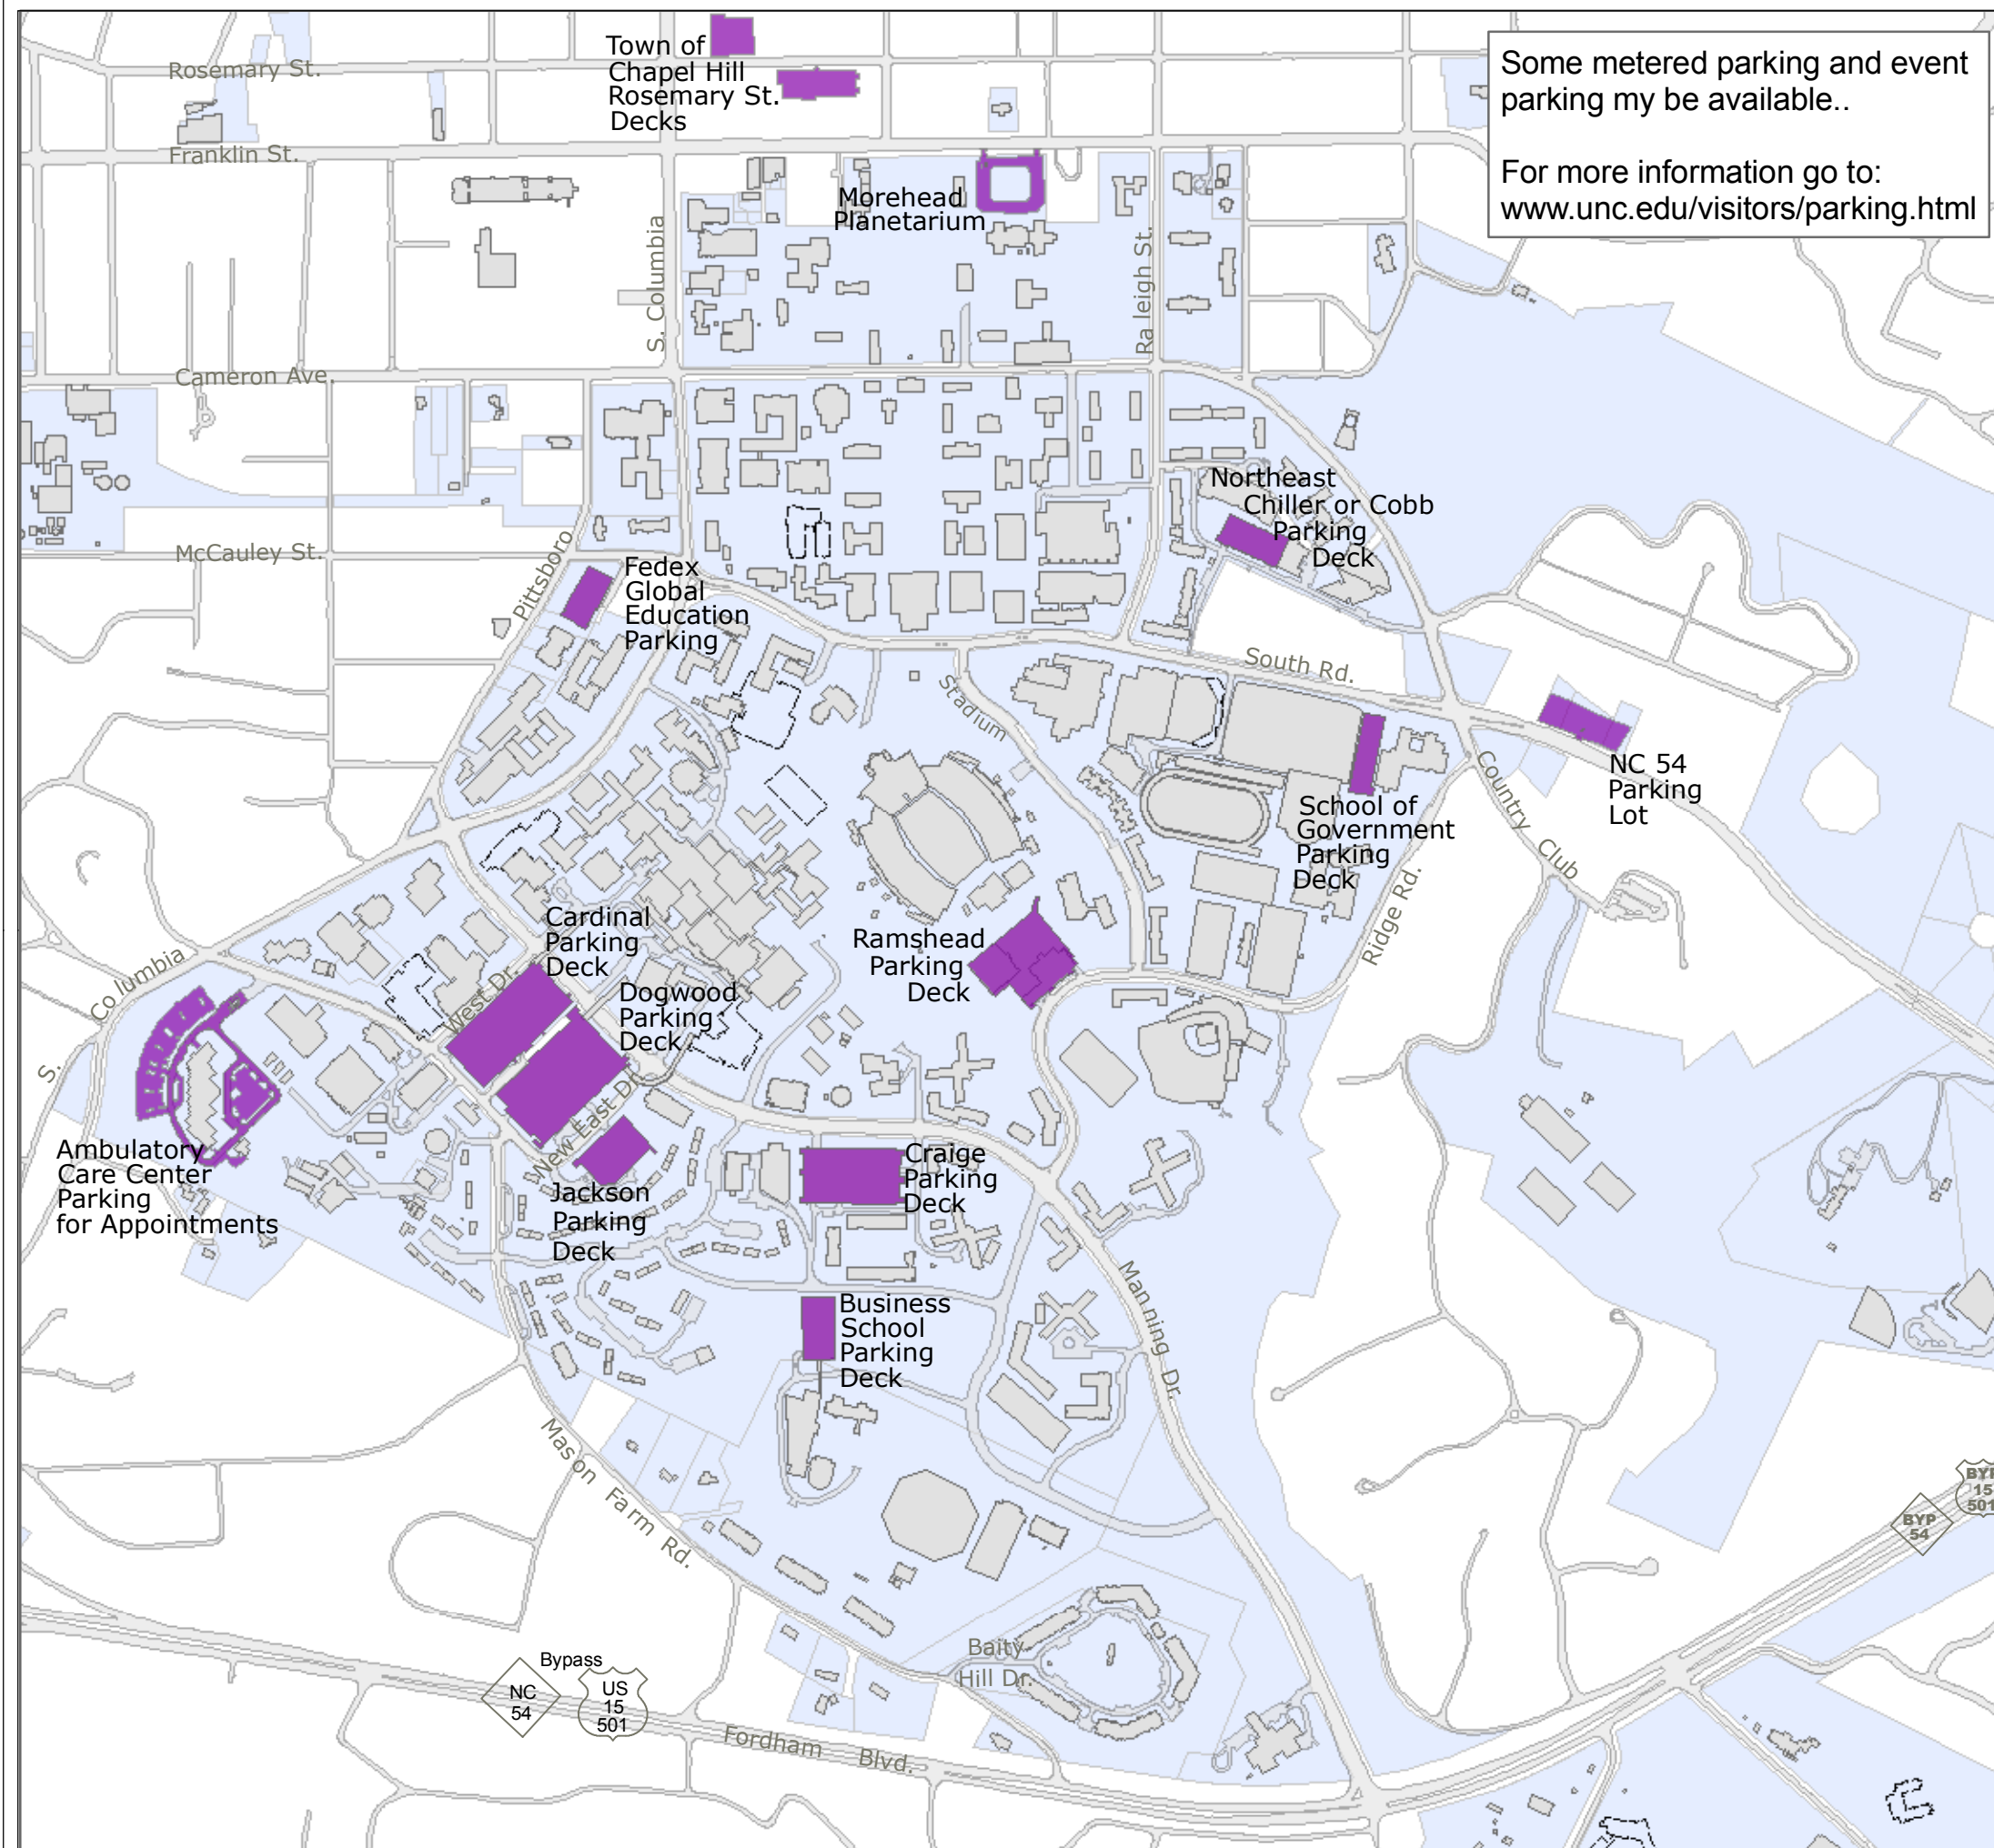 Town of
Chapel Hill
Rosemary St.
Decks
Rosemary St.
Some metered parking and event
parking my be available..
For more information go to:
www.unc.edu/visitors/parking.html
Franklin St.
Morehead
Planetarium
S. Columbia
Raleigh St.
Cameron Ave.
Northeast
Chiller or Cobb
Parking
Deck
McCauley St.
Pittsboro
Fedex
Global
Education
Parking
South Rd.
Stadium
NC 54
Parking
Lot
Country Club
School of
Government
Parking
Deck
Ridge Rd.
Cardinal
Parking
Deck
Ramshead
Parking
Deck
S. Columbia
West Dr.
Dogwood
Parking
Deck
New East Dr.
Ambulatory
Care Center
Parking
for Appointments
Jackson
Parking
Deck
Craige
Parking
Deck
Business
School
Parking
Deck
Manning Dr.
Mason Farm Rd.
BYP
15
501
BYP
54
Baity
Hill Dr.
Bypass
NC
54
US
15
501
Fordham Blvd.